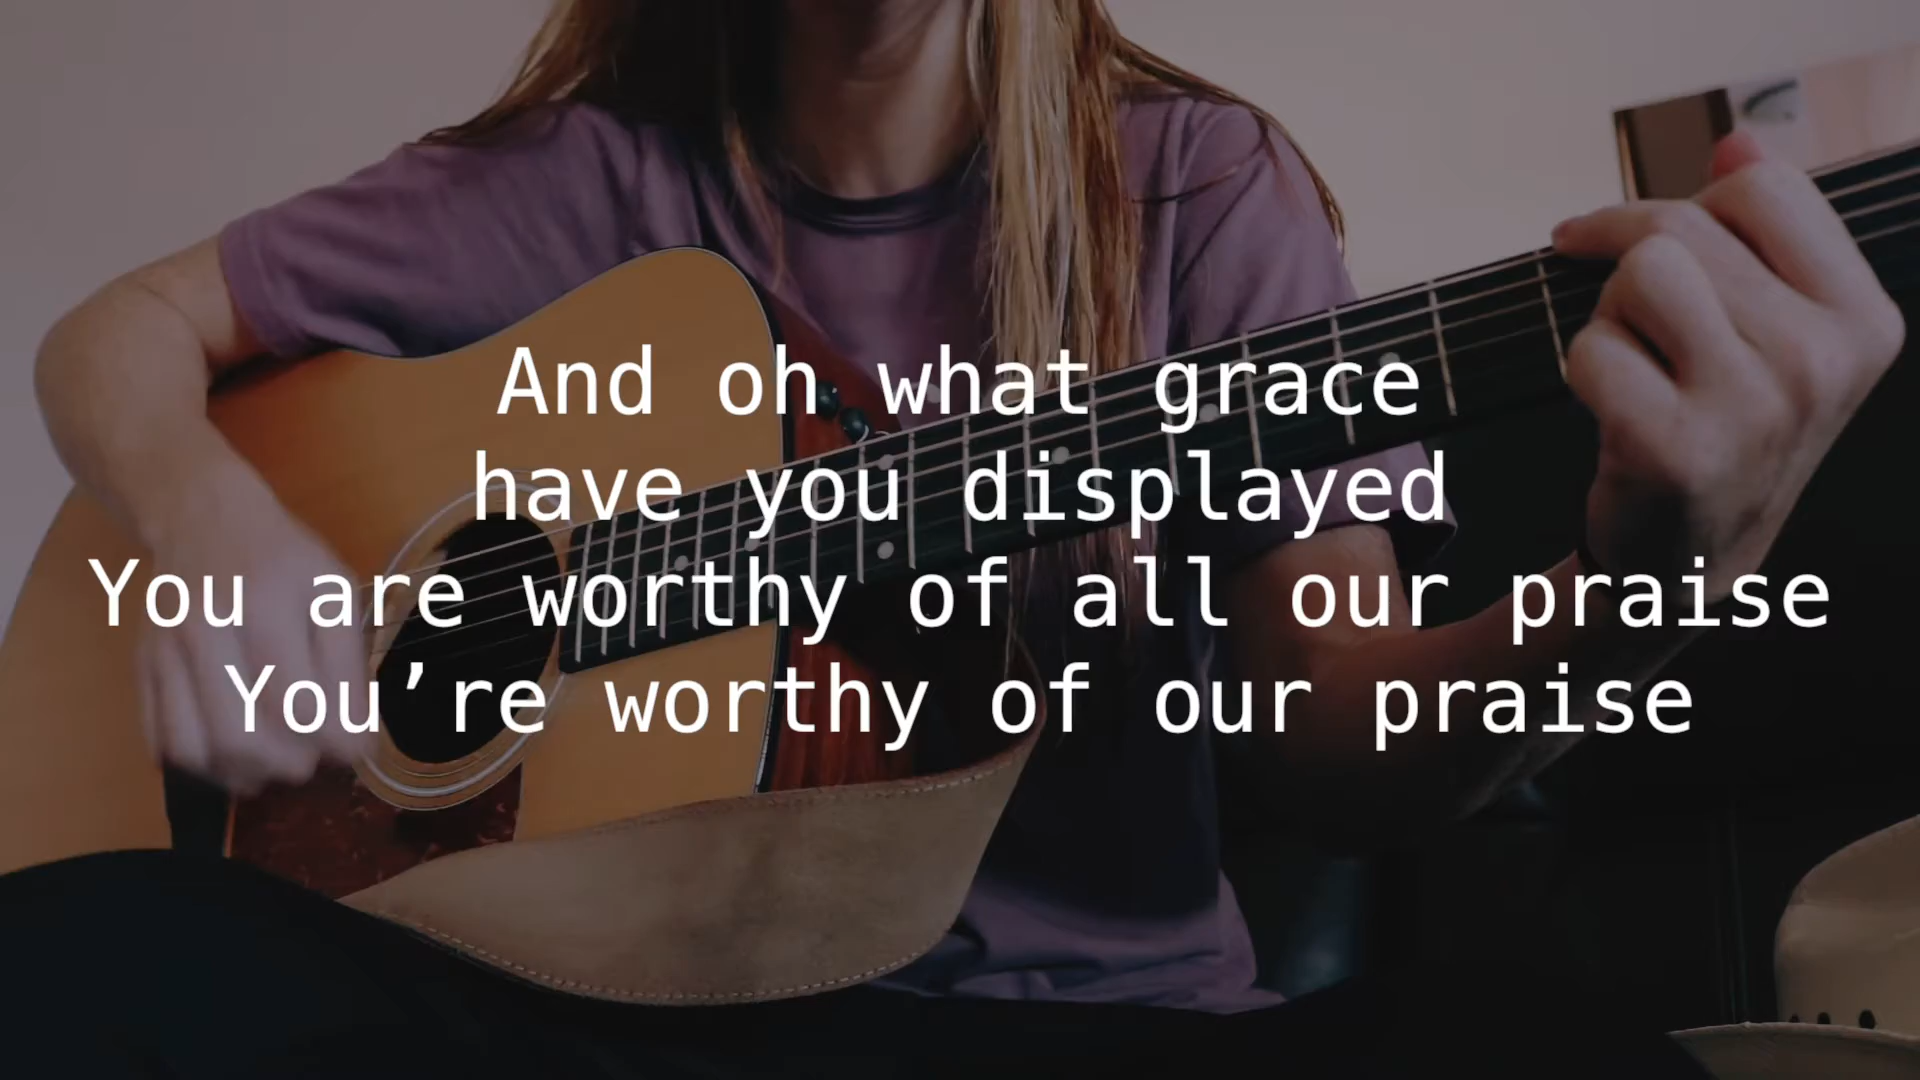 And oh what grace
have you displayed
You are worthy of all our praise
You’re worthy of our praise